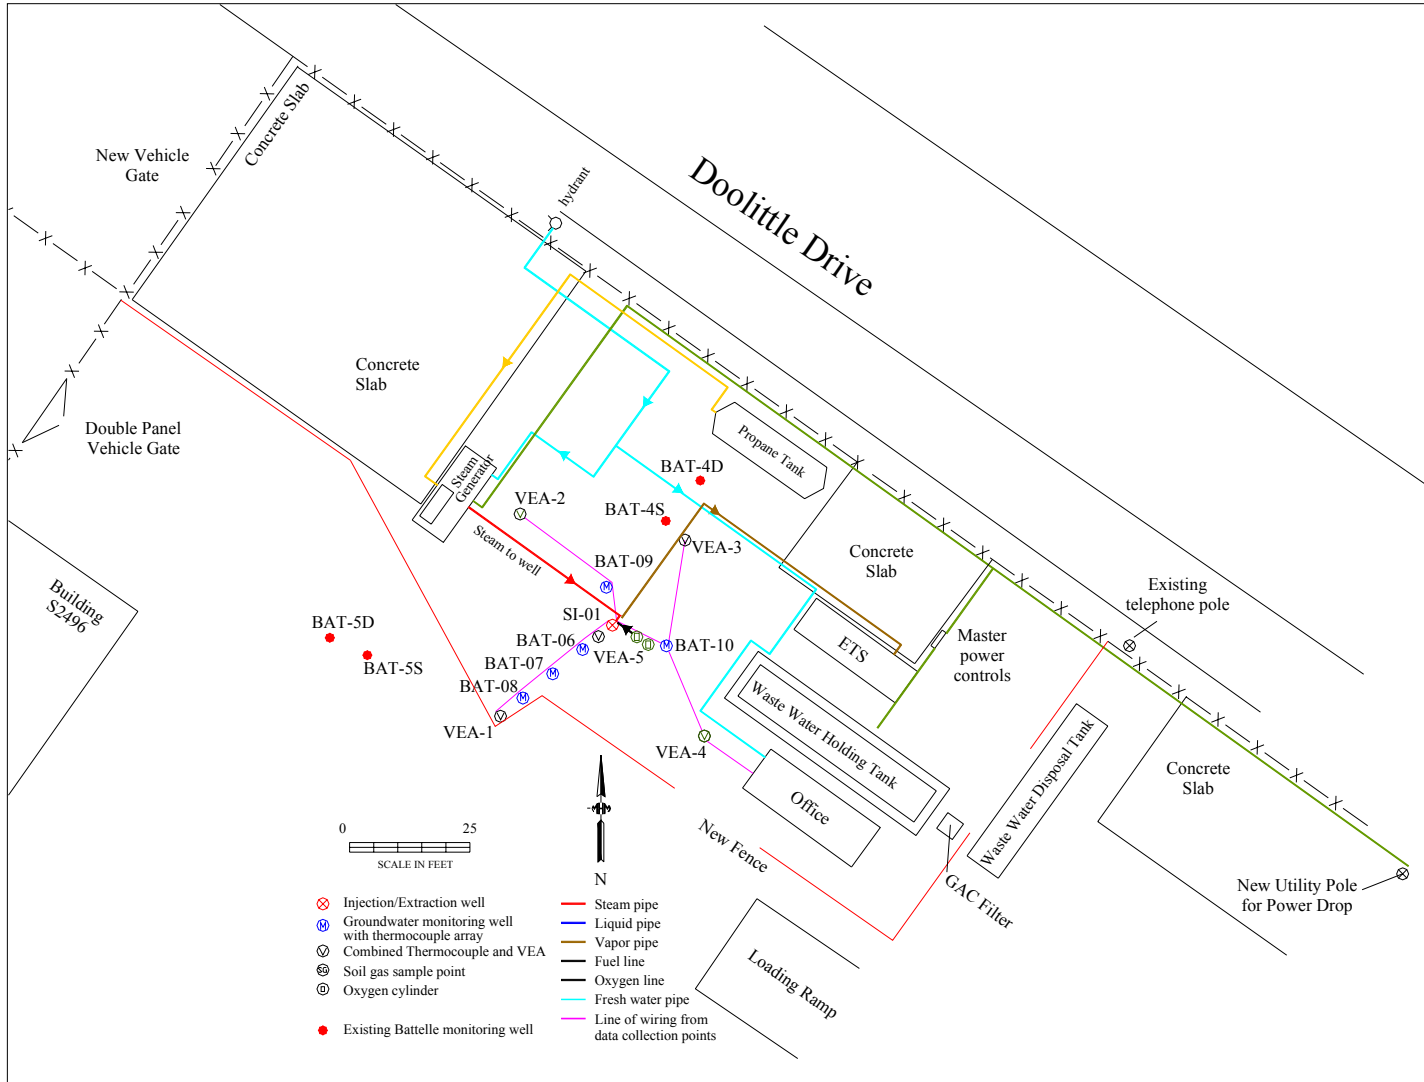 Concrete Slab
New Vehicle
Gate
hydrant
Doolittle Drive
Concrete
Slab
Double Panel
Vehicle Gate
Propane Tank
Steam
Generator
BAT-4D
VEA-2
BAT-4S
VEA-3
Steam to well
BAT-09
Concrete
Slab
Existing
telephone pole
Building
S2496
SI-01
BAT-5D
BAT-06
VEA-5
BAT-10
ETS
Master
power
controls
BAT-5S
BAT-07
BAT-08
VEA-1
VEA-4
Waste Water Holding Tank
Waste Water Disposal Tank
Concrete
Slab
Office
New Fence
GAC Filter
New Utility Pole
for Power Drop
Loading Ramp
0 25
SCALE IN FEET
N
Injection/Extraction well
M Groundwater monitoring well
with thermocouple array
V Combined Thermocouple and VEA
SG Soil gas sample point
Oxygen cylinder
Existing Battelle monitoring well
Steam pipe
Liquid pipe
Vapor pipe
Fuel line
Oxygen line
Fresh water pipe
Line of wiring from
data collection points